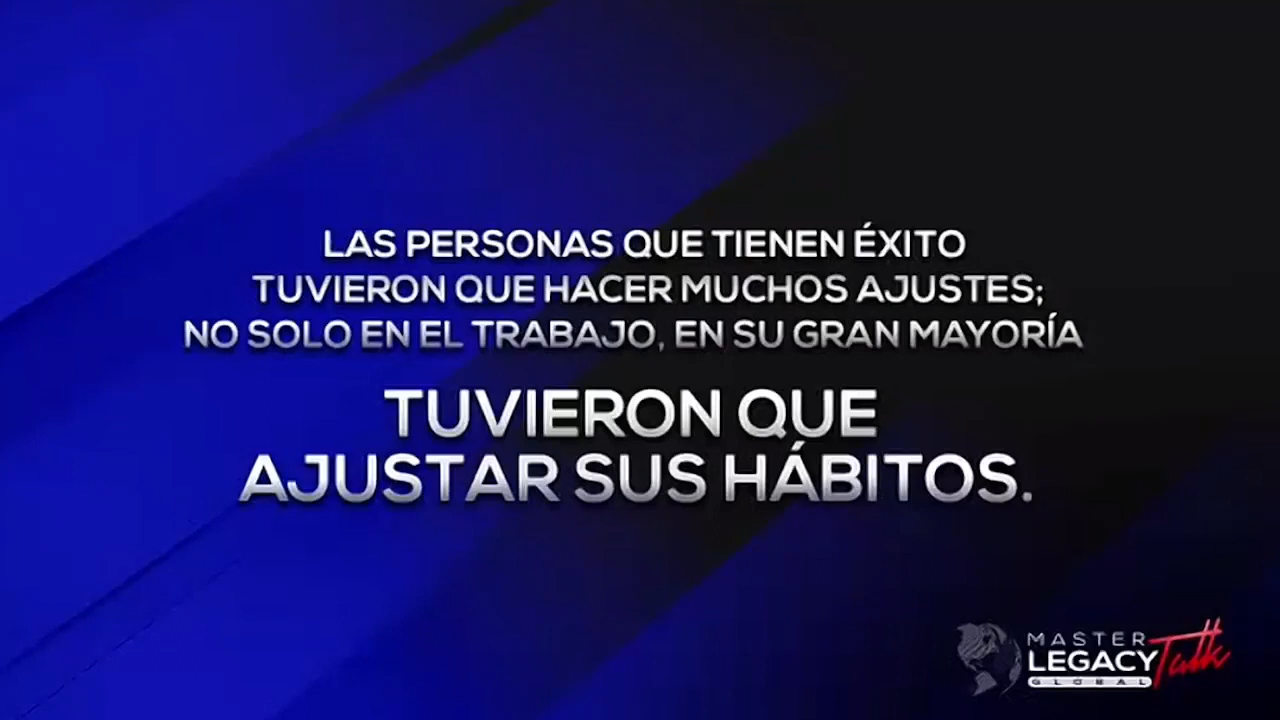 LAS PERSONAS QUE TIENEN ÉXITO
TUVIERON QUE HACER MUCHOS AJUSTES;
NO SOLO EN EL TRABAJO, EN SU GRAN MAYORÍA
TUVIERON QUE
AJUSTAR SUS HÁBITOS.
MASTER
LEGACY Talk
GLOBAL